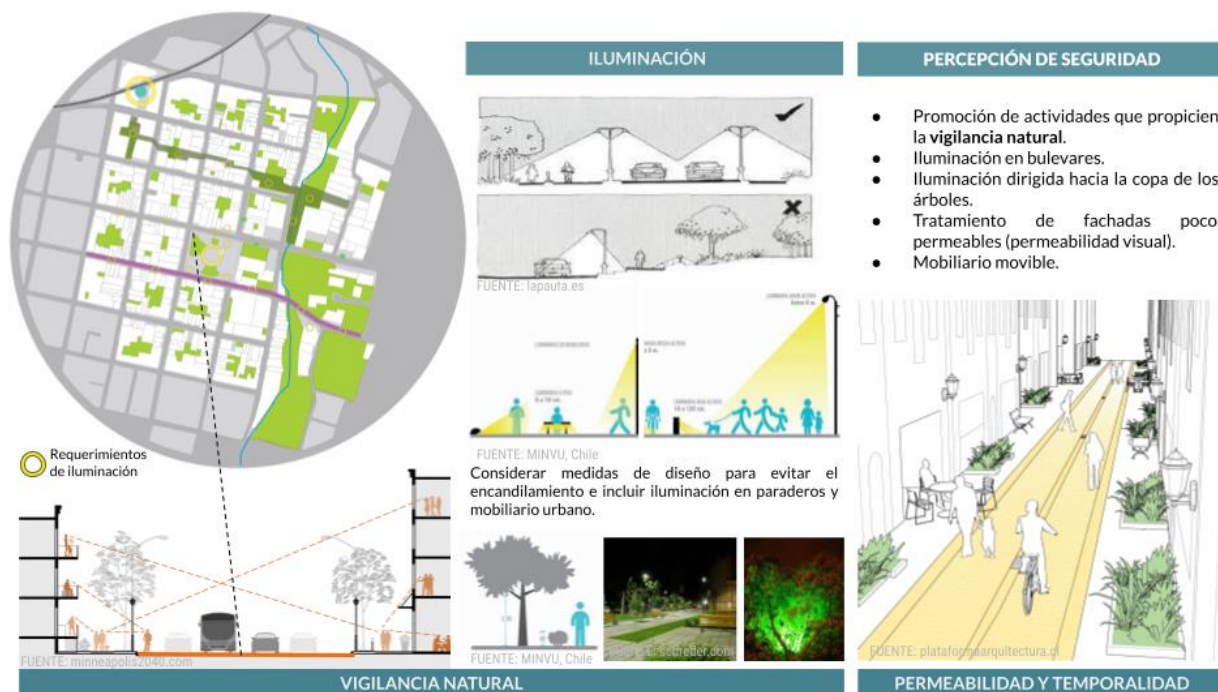 ILUMINACIÓN
PERCEPCIÓN DE SEGURIDAD
● Promoción de actividades que propicien
la vigilancia natural.
● Iluminación en bulevares.
● Iluminación dirigida hacia la copa de los
árboles.
● Tratamiento de fachadas poco
permeables (permeabilidad visual).
● Mobiliario movible.
FUENTE: lapauta.es
FUENTE: MINVU, Chile
Considerar medidas de diseño para evitar el
encandilamiento e incluir iluminación en paraderos y
mobiliario urbano.
Requerimientos
de iluminación
FUENTE: minneapolis2040.com
FUENTE: MINVU, Chile
FUENTE: plataformaarquitectura.cl
VIGILANCIA NATURAL
PERMEABILIDAD Y TEMPORALIDAD